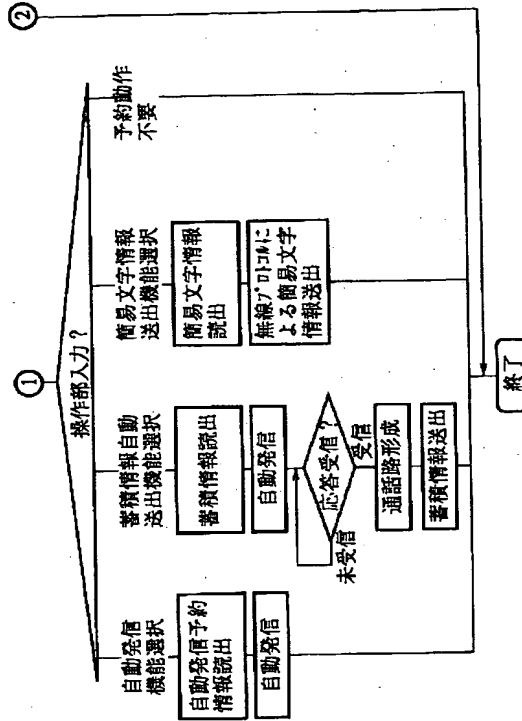 ①
②
操作部入力？
自動発信
機能選択
自動発信予約
情報読出
自動発信
蓄積情報自動
送出機能選択
蓄積情報読出
自動発信
応答受信？
未受信
受信
通話路形成
蓄積情報送出
簡易文字情報
送出機能選択
簡易文字情報
読出
無線プロトコルに
よる簡易文字
情報送出
予約動作
不要
終了